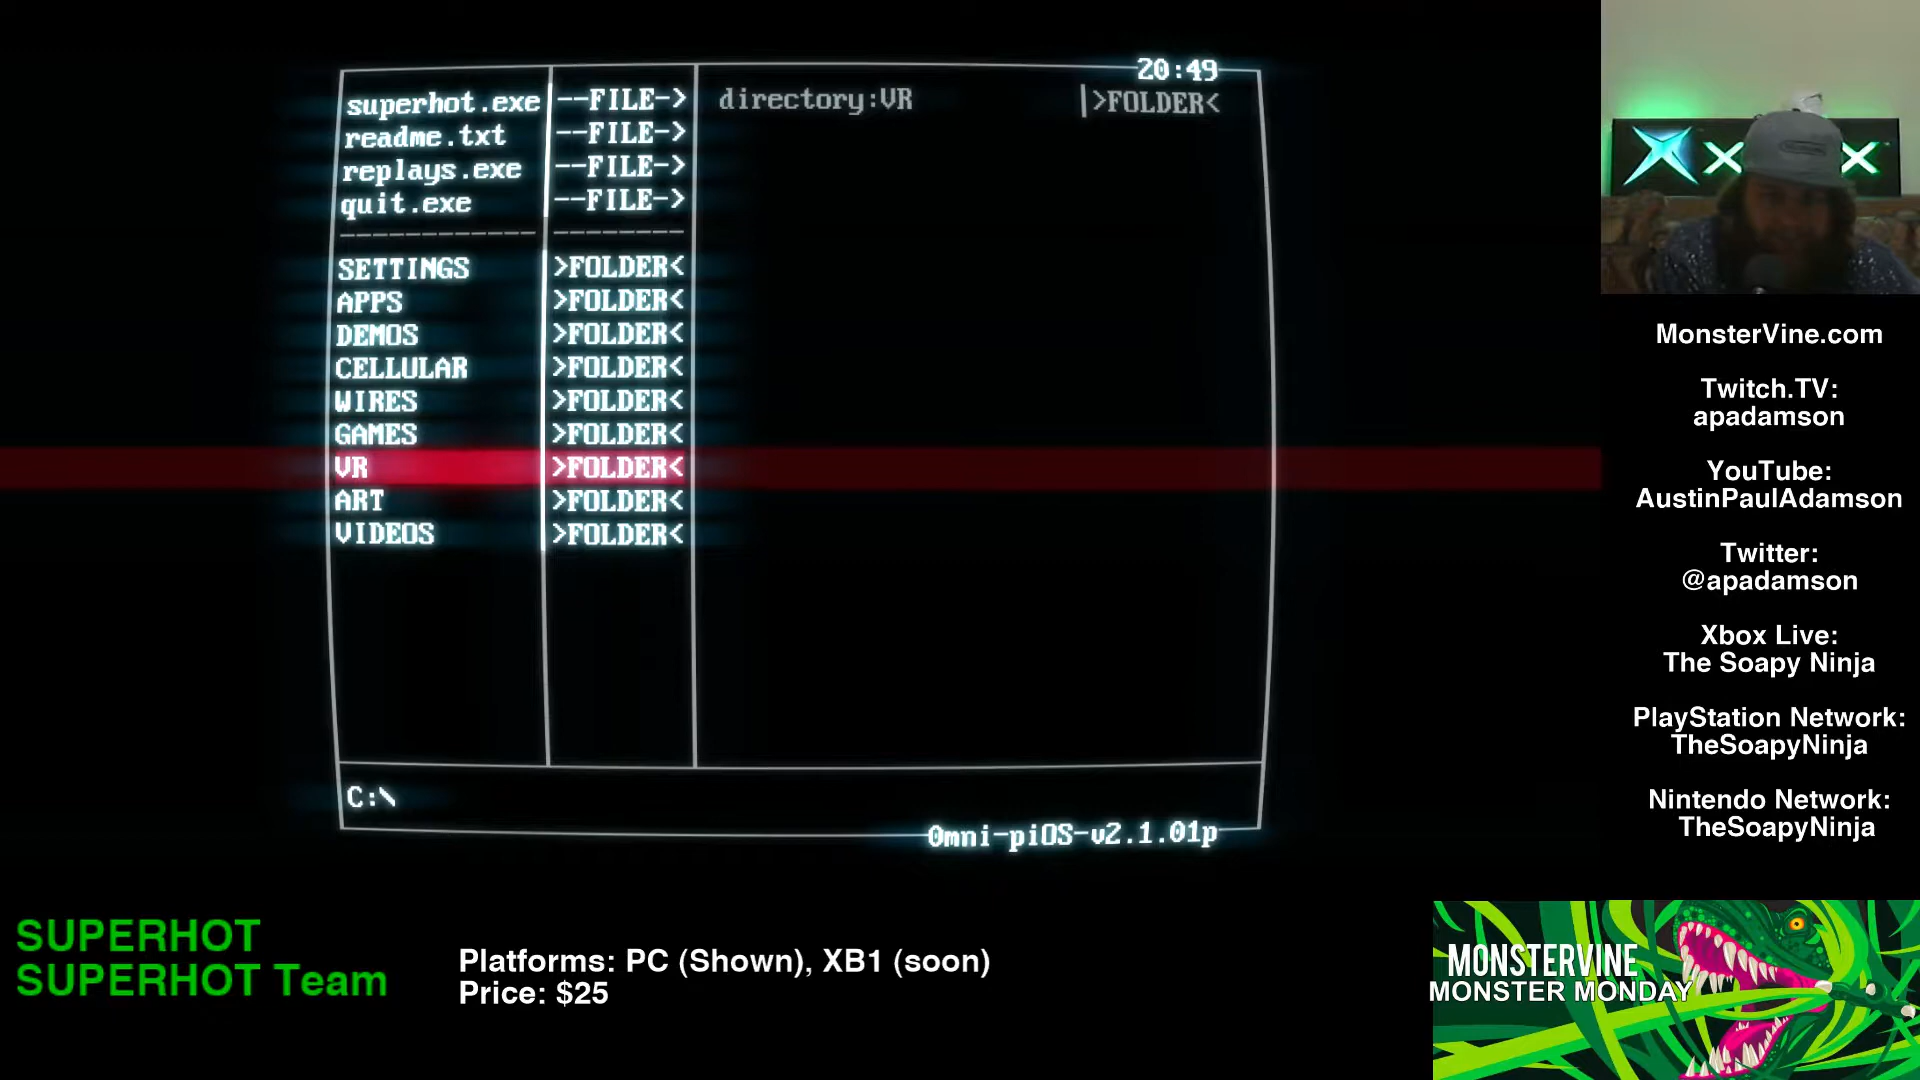 20:49
superhot.exe --FILE-> directory:VR |>FOLDER<
readme.txt --FILE->
replays.exe --FILE->
quit.exe --FILE->
SETTINGS >FOLDER<
APPS >FOLDER<
DEMOS >FOLDER<
CELLULAR >FOLDER<
WIRES >FOLDER<
GAMES >FOLDER<
VR >FOLDER<
ART >FOLDER<
VIDEOS >FOLDER<
C:\
0mni-piOS-v2.1.01p
MonsterVine.com
Twitch.TV:
apadamson
YouTube:
AustinPaulAdamson
Twitter:
@apadamson
Xbox Live:
The Soapy Ninja
PlayStation Network:
TheSoapyNinja
Nintendo Network:
TheSoapyNinja
SUPERHOT
SUPERHOT Team
Platforms: PC (Shown), XB1 (soon)
Price: $25
MONSTERVINE
MONSTER MONDAY